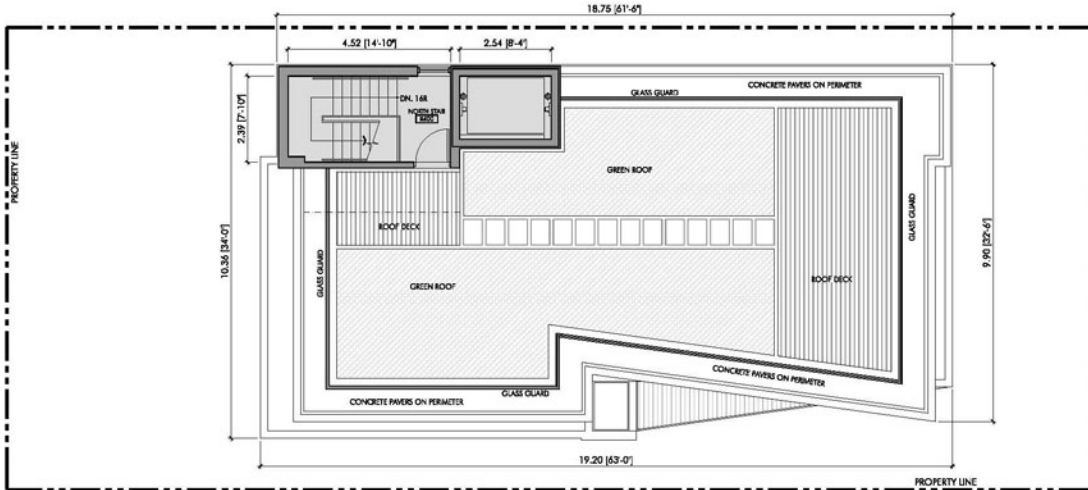 18.75 [61'-6"]
4.52 [14'-10"]
2.54 [8'-4"]
CONCRETE PAVERS ON PERIMETER
GLASS GUARD
DN. 16R
NORTH STAIR
2.39 [7'-10"]
PROPERTY LINE
GREEN ROOF
GLASS GUARD
ROOF DECK
10.36 [34'-0"]
9.90 [32'-6"]
GLASS GUARD
GREEN ROOF
ROOF DECK
CONCRETE PAVERS ON PERIMETER
GLASS GUARD
CONCRETE PAVERS ON PERIMETER
19.20 [63'-0"]
PROPERTY LINE